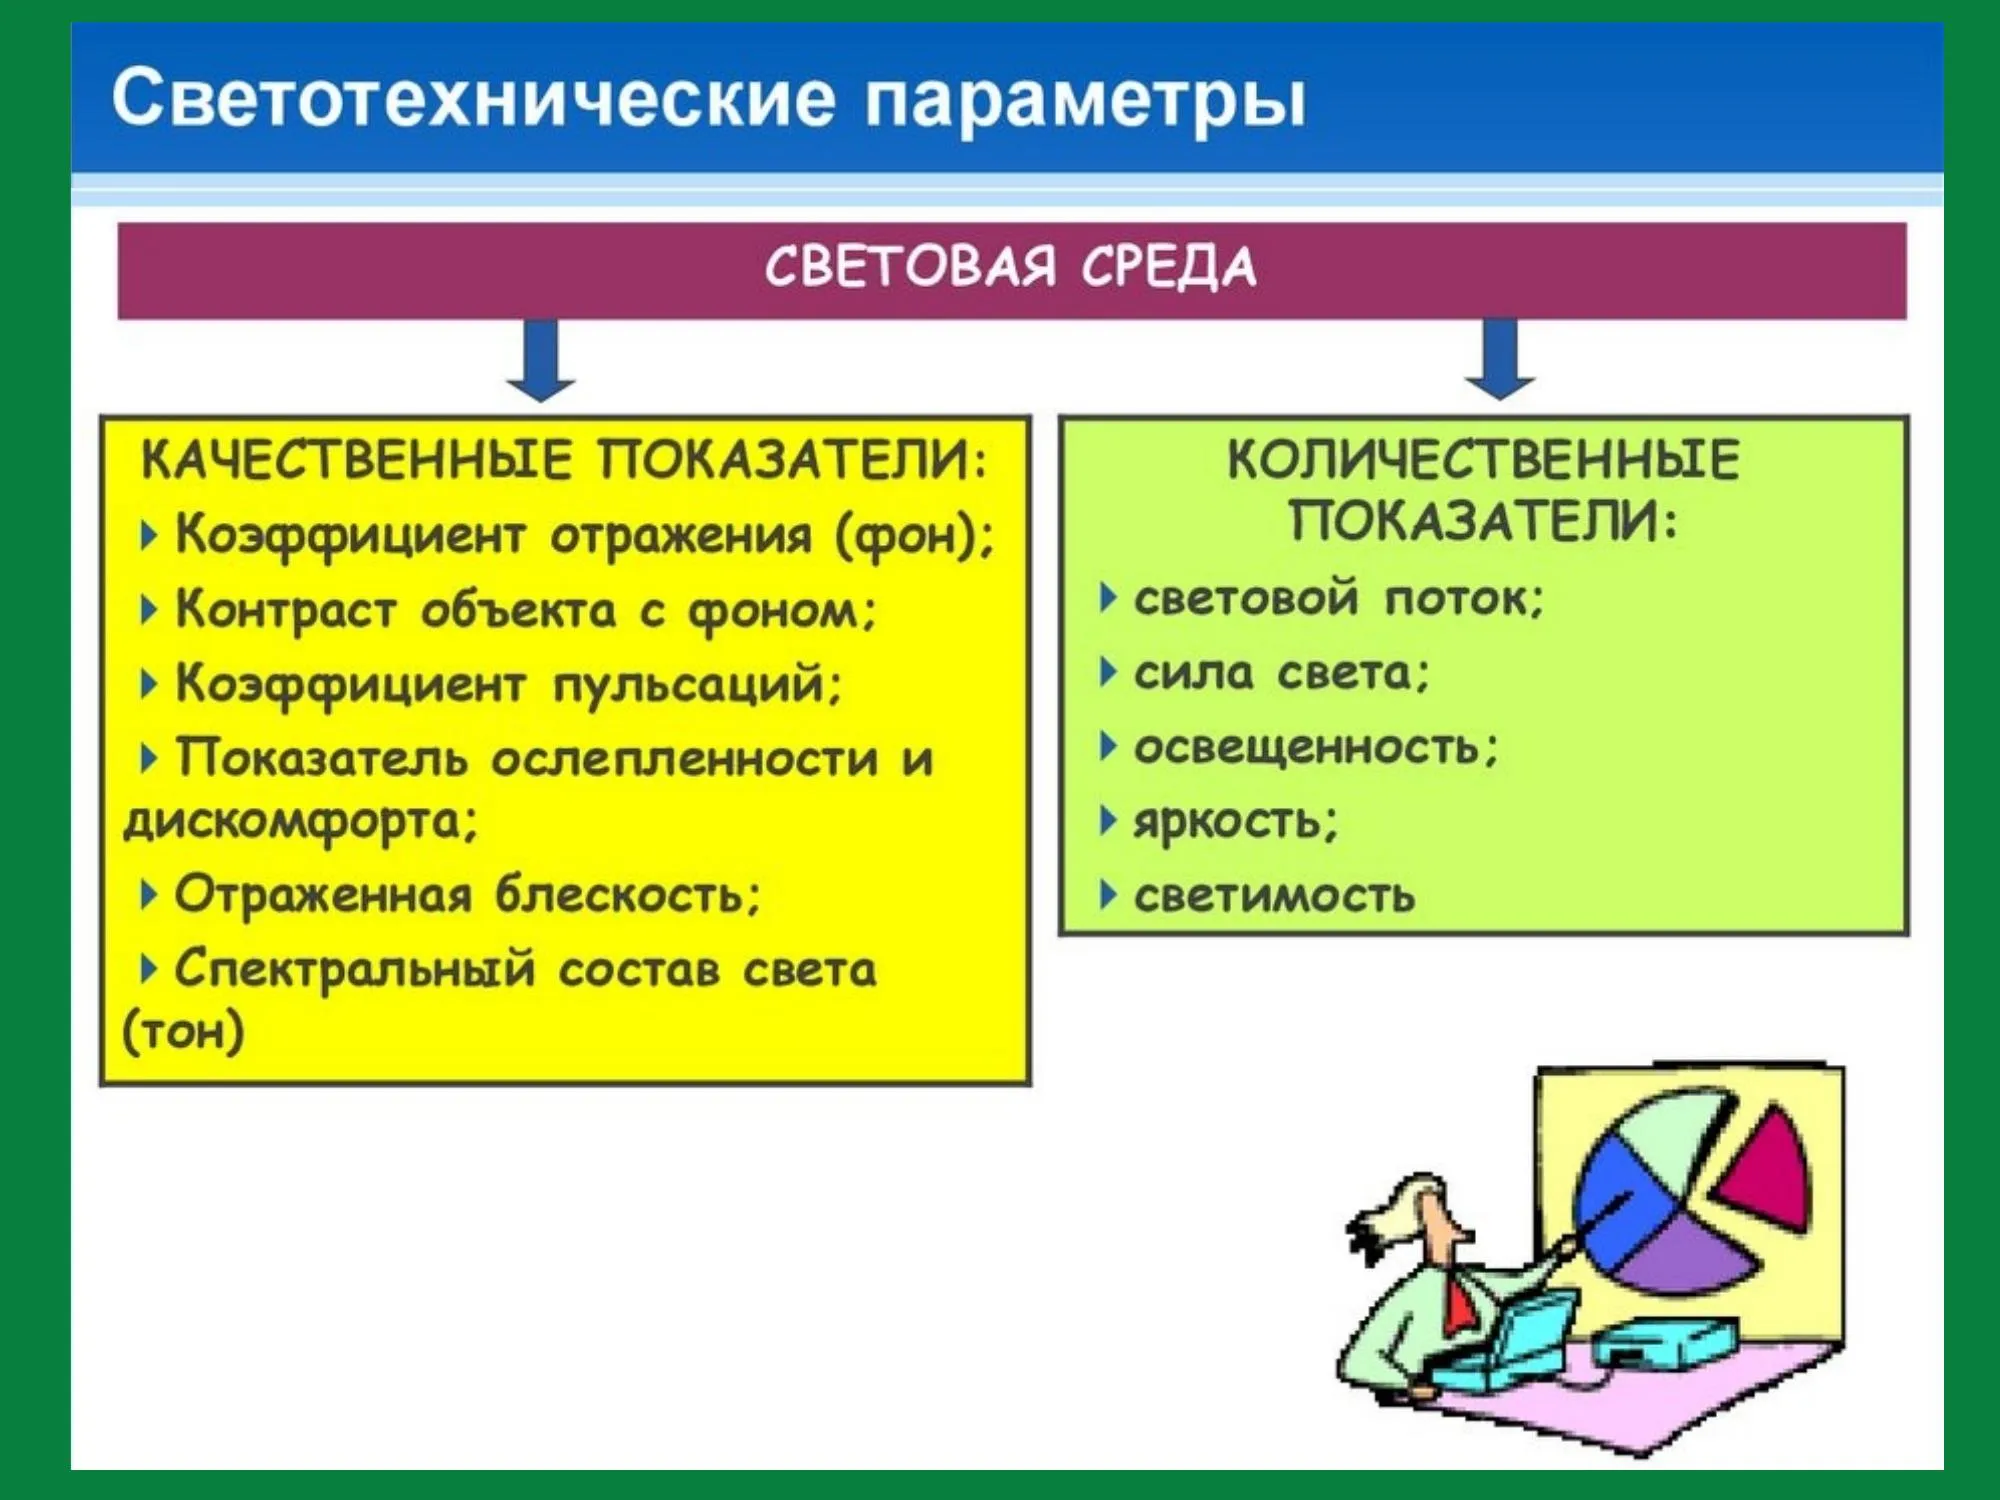 Светотехнические параметры
СВЕТОВАЯ СРЕДА
КАЧЕСТВЕННЫЕ ПОКАЗАТЕЛИ:
Коэффициент отражения (фон);
Контраст объекта с фоном;
Коэффициент пульсаций;
Показатель ослепленности и
дискомфорта;
Отраженная блескость;
Спектральный состав света
(тон)
КОЛИЧЕСТВЕННЫЕ
ПОКАЗАТЕЛИ:
световой поток;
сила света;
освещенность;
яркость;
светимость